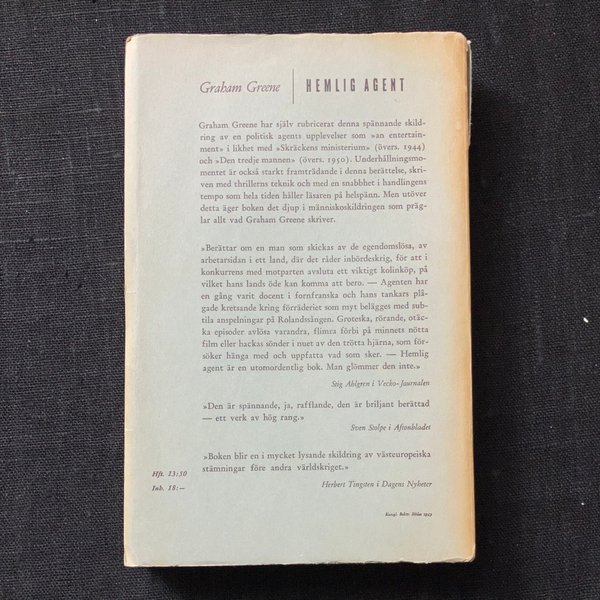 Graham Greene | HEMLIG AGENT
Graham Greene har själv rubricerat denna spännande skild-
ring av en politisk agents upplevelser som »an entertain-
ment» i likhet med »Skräckens ministerium» (övers. 1944)
och »Den tredje mannen» (övers. 1950). Underhållningsmo-
mentet är också starkt framträdande i denna berättelse, skri-
ven med thrillerns teknik och med en snabbhet i handlingens
tempo som hela tiden håller läsaren på helspänn. Men utöver
detta äger boken det djup i människoskildringen som präg-
lar allt vad Graham Greene skriver.
»Berättar om en man som skickas av de egendomslösa, av
arbetarsidan i ett land, där det råder inbördeskrig, för att i
konkurrens med motparten avsluta ett viktigt kolinköp, på
vilket hans lands öde kan komma att bero. — Agenten har
en gång varit docent i fornfranska och hans tankars plå-
gade kretsande kring förräderiet som myt belägges med sub-
tila anspelningar på Rolandssången. Groteska, rörande, otäc-
ka episoder avlösa varandra, flimra förbi på minnets nötta
film eller hackas sönder i nuet av den trötta hjärna, som för-
söker hänga med och uppfatta vad som sker. — Hemlig
agent är en utomordentlig bok. Man glömmer den inte.»
Stig Ahlgren i Vecko-Journalen
»Den är spännande, ja, rafflande, den är briljant berättad
— ett verk av hög rang.»
Sven Stolpe i Aftonbladet
»Boken blir en i mycket lysande skildring av västeuropeiska
stämningar före andra världskriget.»
Herbert Tingsten i Dagens Nyheter
Hft. 13:50
Inb. 18:—
Kungl. Boktr. Sthlm